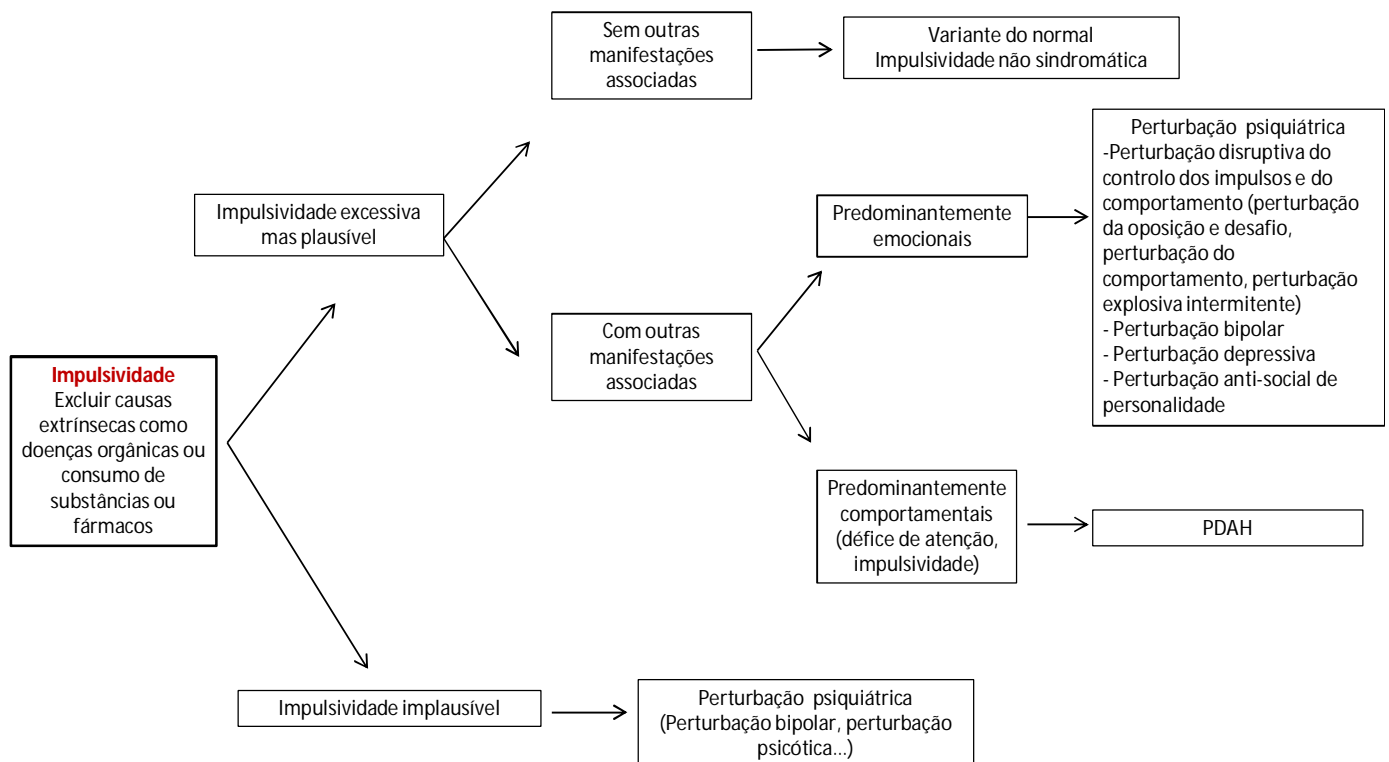 Sem outras
manifestações
associadas
Variante do normal
Impulsividade não sindromática
Impulsividade excessiva
mas plausível
Predominantemente
emocionais
Perturbação psiquiátrica
-Perturbação disruptiva do
controlo dos impulsos e do
comportamento (perturbação
da oposição e desafio,
perturbação do
comportamento, perturbação
explosiva intermitente)
- Perturbação bipolar
- Perturbação depressiva
- Perturbação anti-social de
personalidade
Com outras
manifestações
associadas
Impulsividade
Excluir causas
extrínsecas como
doenças orgânicas ou
consumo de
substâncias ou
fármacos
Predominantemente
comportamentais
(défice de atenção,
impulsividade)
PDAH
Impulsividade implausível
Perturbação psiquiátrica
(Perturbação bipolar, perturbação
psicótica...)